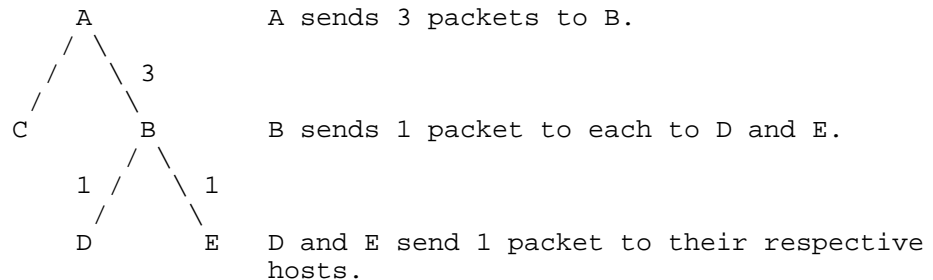 A A sends 3 packets to B.
3
C B B sends 1 packet to each to D and E.
1 1
D E D and E send 1 packet to their respective
hosts.